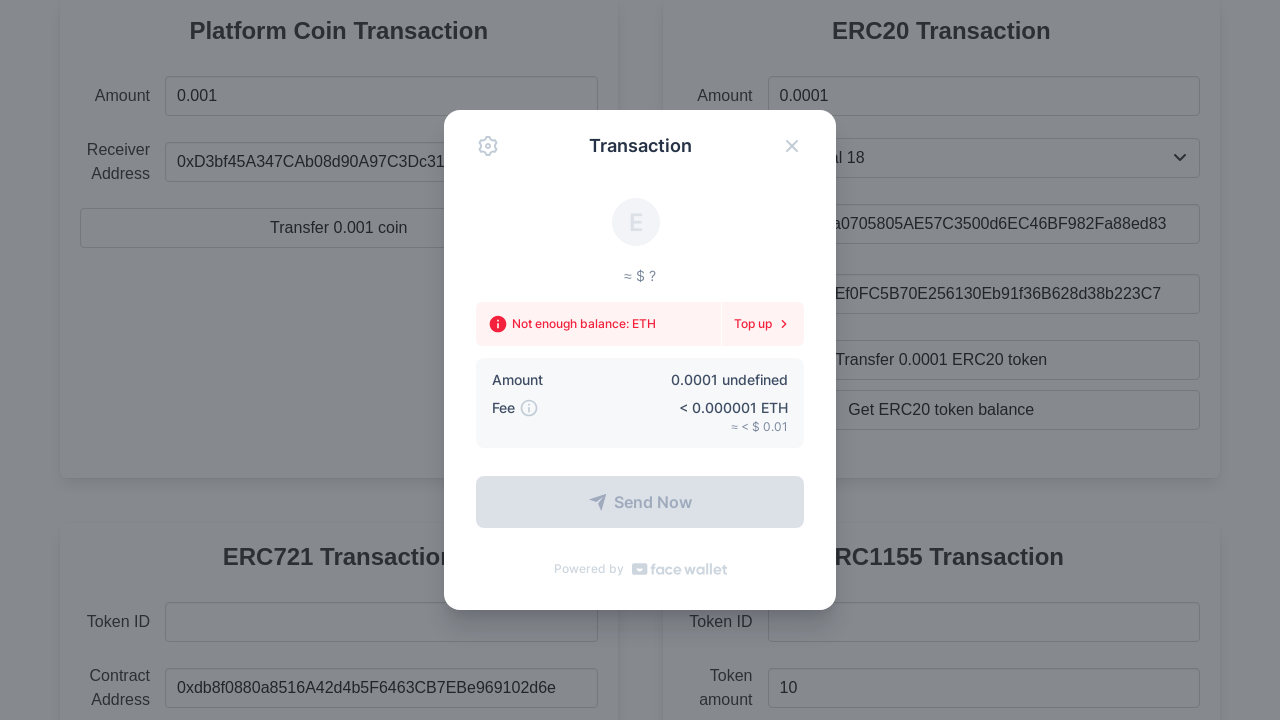 Platform Coin Transaction
Amount
0.001
Receiver
Address
0xD3bf45A347CAb08d90A97C3Dc31
Transfer 0.001 coin
ERC20 Transaction
Amount
0.0001
al 18
a0705805AE57C3500d6EC46BF982Fa88ed83
Ef0FC5B70E256130Eb91f36B628d38b223C7
Transfer 0.0001 ERC20 token
Get ERC20 token balance
Transaction
E
≈ $ ?
Not enough balance: ETH
Top up
Amount
0.0001 undefined
Fee
< 0.000001 ETH
≈ < $ 0.01
Send Now
Powered by face wallet
ERC721 Transaction
Token ID
Contract
Address
0xdb8f0880a8516A42d4b5F6463CB7EBe969102d6e
RC1155 Transaction
Token ID
Token
amount
10